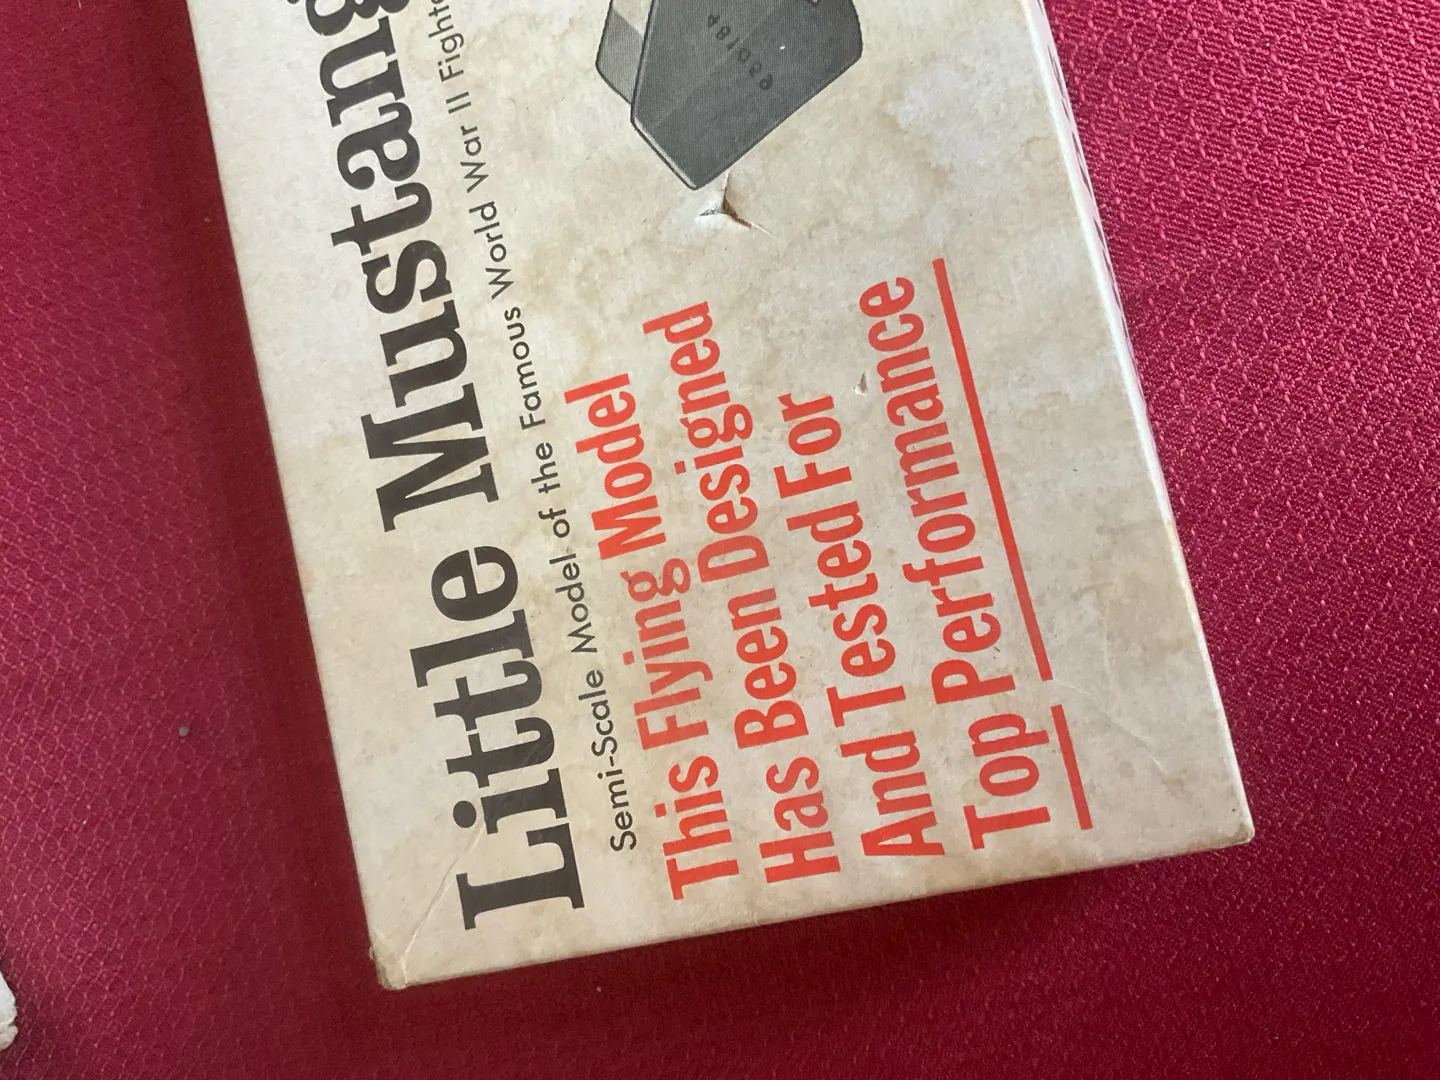 Little Mustang
Semi-Scale Model of the Famous World War II Fighte
This Flying Model
Has Been Designed
And Tested For
Top Performance